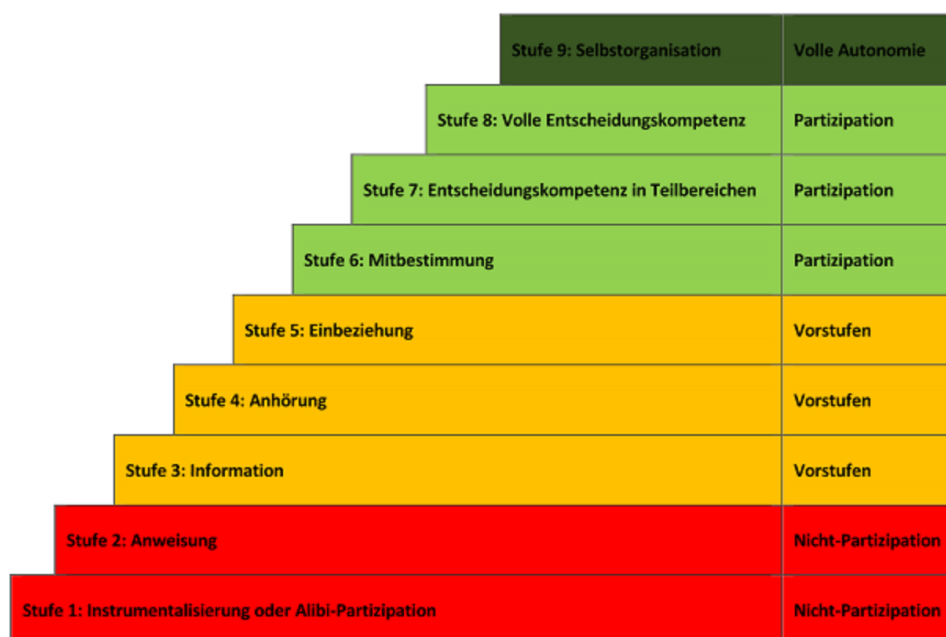 Stufe 9: Selbstorganisation Volle Autonomie
Stufe 8: Volle Entscheidungskompetenz Partizipation
Stufe 7: Entscheidungskompetenz in Teilbereichen Partizipation
Stufe 6: Mitbestimmung Partizipation
Stufe 5: Einbeziehung Vorstufen
Stufe 4: Anhörung Vorstufen
Stufe 3: Information Vorstufen
Stufe 2: Anweisung Nicht-Partizipation
Stufe 1: Instrumentalisierung oder Alibi-Partizipation Nicht-Partizipation